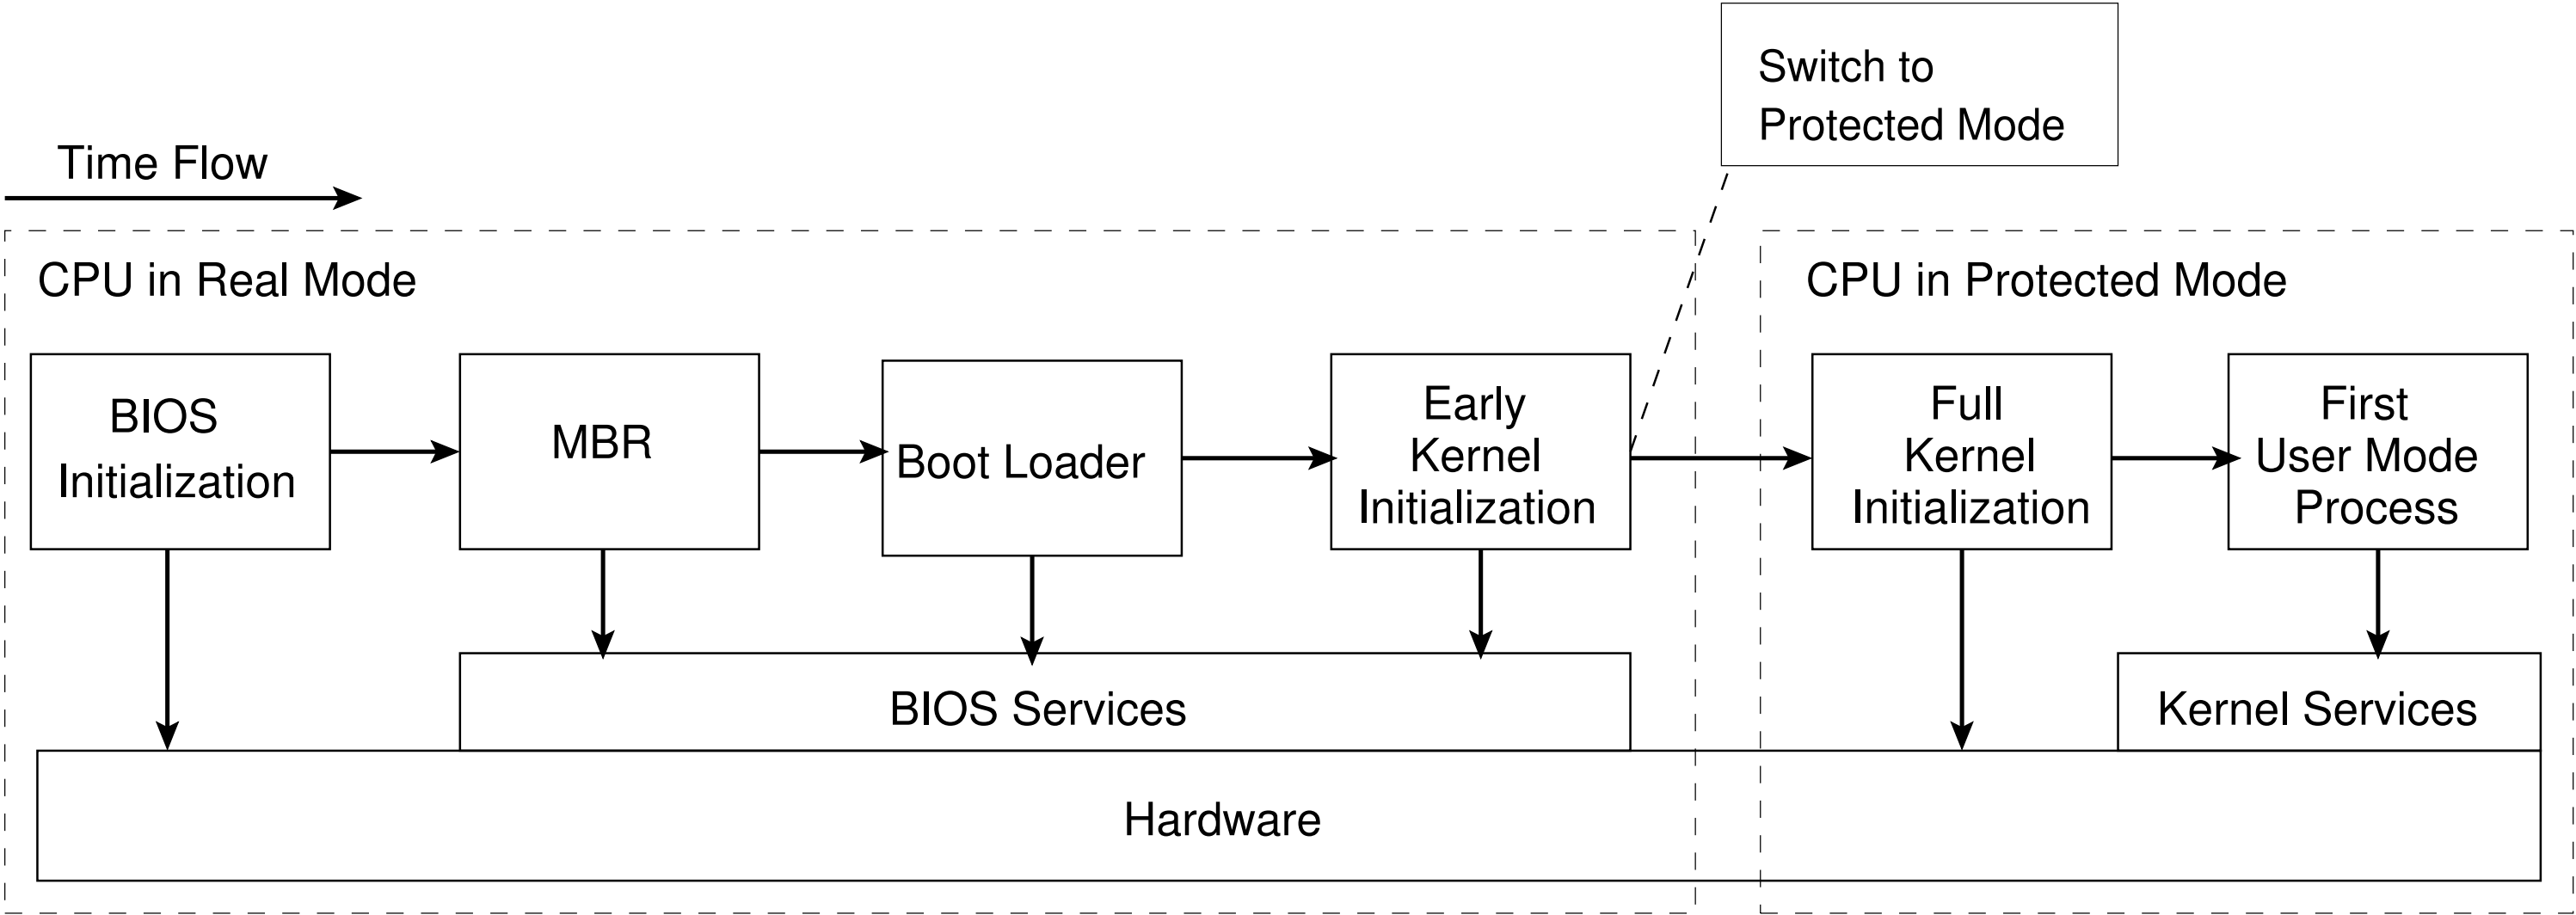 Switch to
Protected Mode
Time Flow
CPU in Real Mode
CPU in Protected Mode
BIOS
Initialization
MBR
Boot Loader
Early
Kernel
Initialization
Full
Kernel
Initialization
First
User Mode
Process
BIOS Services
Kernel Services
Hardware